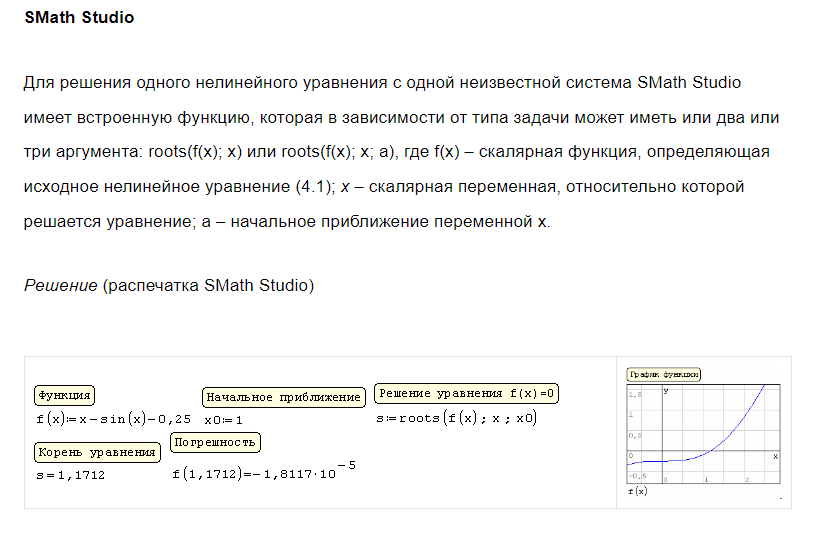 SMath Studio
Для решения одного нелинейного уравнения с одной неизвестной система SMath Studio
имеет встроенную функцию, которая в зависимости от типа задачи может иметь или два или
три аргумента: roots(f(x); x) или roots(f(x); x; a), где f(x) – скалярная функция, определяющая
исходное нелинейное уравнение (4.1); x – скалярная переменная, относительно которой
решается уравнение; a – начальное приближение переменной x.
Решение (распечатка SMath Studio)
Функция
Начальное приближение
Решение уравнения f(x)=0
f(x):=x-sin(x)-0,25
x0:=1
s:=roots(f(x);x;x0)
Корень уравнения
Погрешность
s=1,1712
f(1,1712)=-1,8117·10^-5
График функции
y
1,5
1
0,5
0
x
-0,5
0
1
2
f(x)